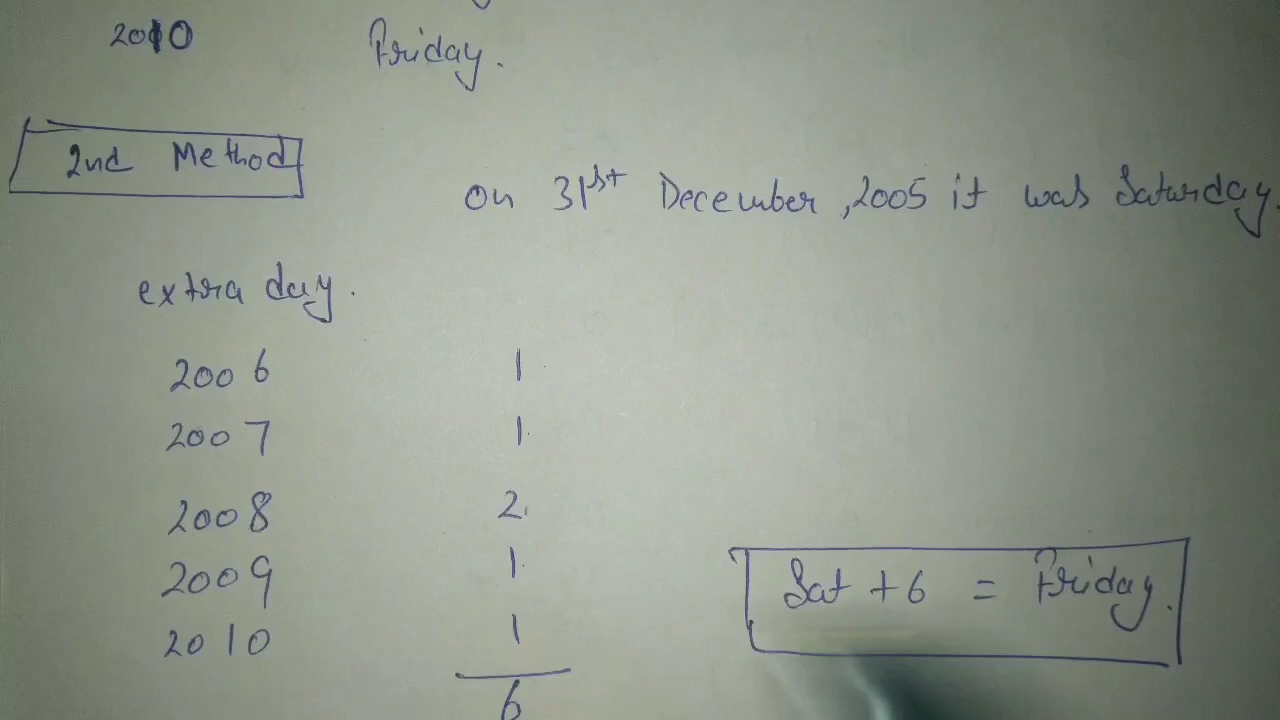 2010 Friday.
2nd Method
on 31st December, 2005 it was Saturday.
extra day.
2006 1
2007 1
2008 2
2009 1
2010 1
6
Sat + 6 = Friday.